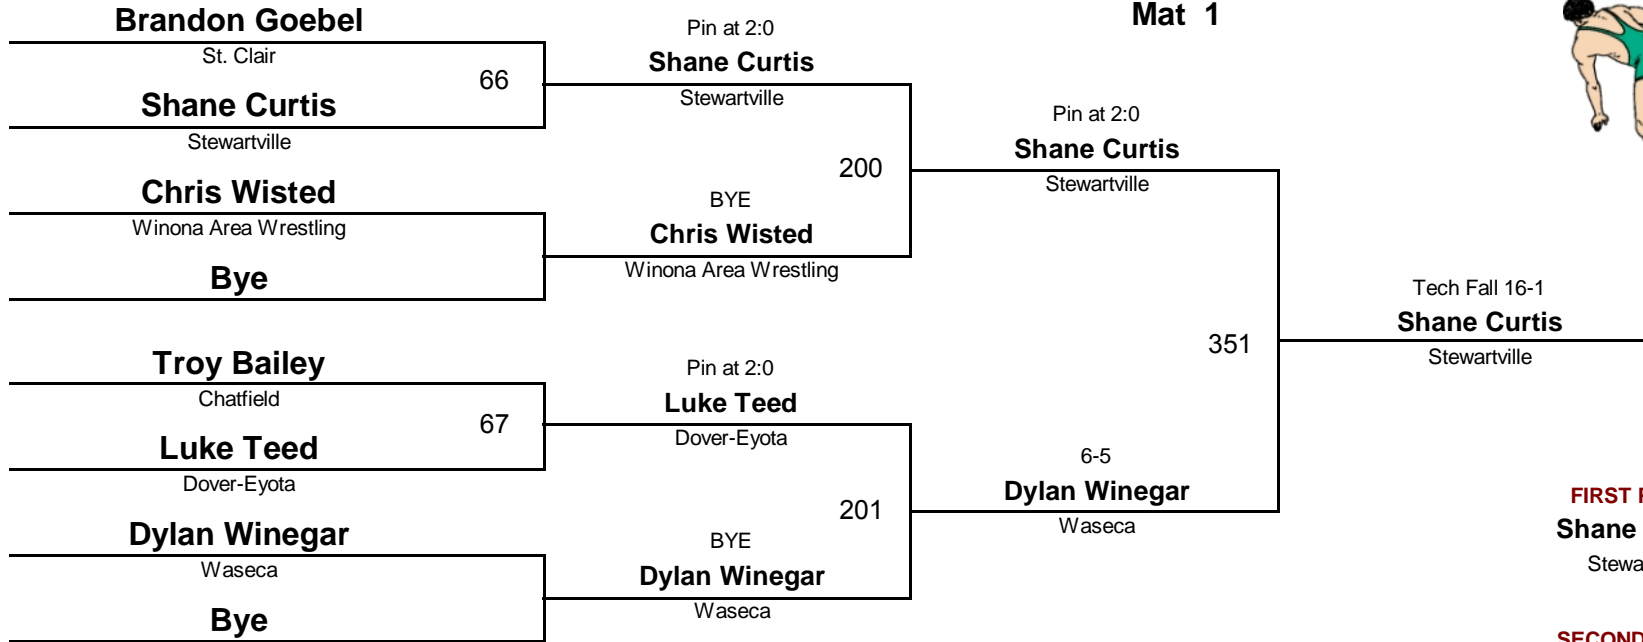 Mat 1
Brandon Goebel
St. Clair
66
Shane Curtis
Stewartville
Chris Wisted
Winona Area Wrestling
Bye
Troy Bailey
Chatfield
67
Luke Teed
Dover-Eyota
Dylan Winegar
Waseca
Bye
Pin at 2:0
Shane Curtis
Stewartville
200
BYE
Chris Wisted
Winona Area Wrestling
Pin at 2:0
Luke Teed
Dover-Eyota
201
BYE
Dylan Winegar
Waseca
Pin at 2:0
Shane Curtis
Stewartville
351
6-5
Dylan Winegar
Waseca
Tech Fall 16-1
Shane Curtis
Stewartville
FIRST
Shane
SECOND